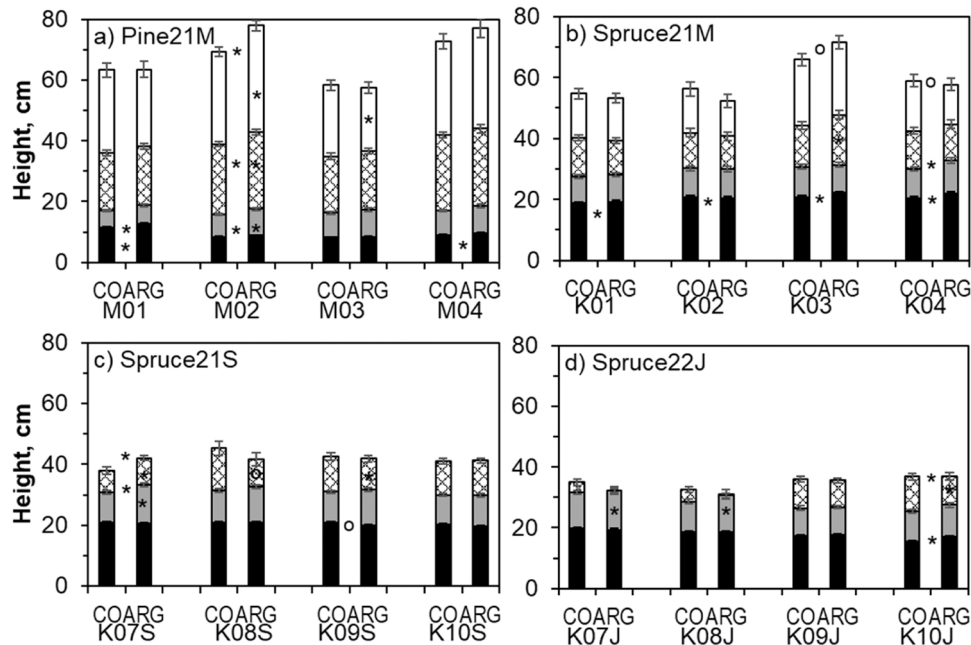 a) Pine21M
80
60
40
20
0
Height, cm
* * * * * * * * * * *
COARG COARG COARG COARG
M01 M02 M03 M04
b) Spruce21M
80
60
40
20
0
o o * * * * * *
COARG COARG COARG COARG
K01 K02 K03 K04
c) Spruce21S
80
60
40
20
0
Height, cm
* * * * o * o
COARG COARG COARG COARG
K07S K08S K09S K10S
d) Spruce22J
80
60
40
20
0
* * * * *
COARG COARG COARG COARG
K07J K08J K09J K10J